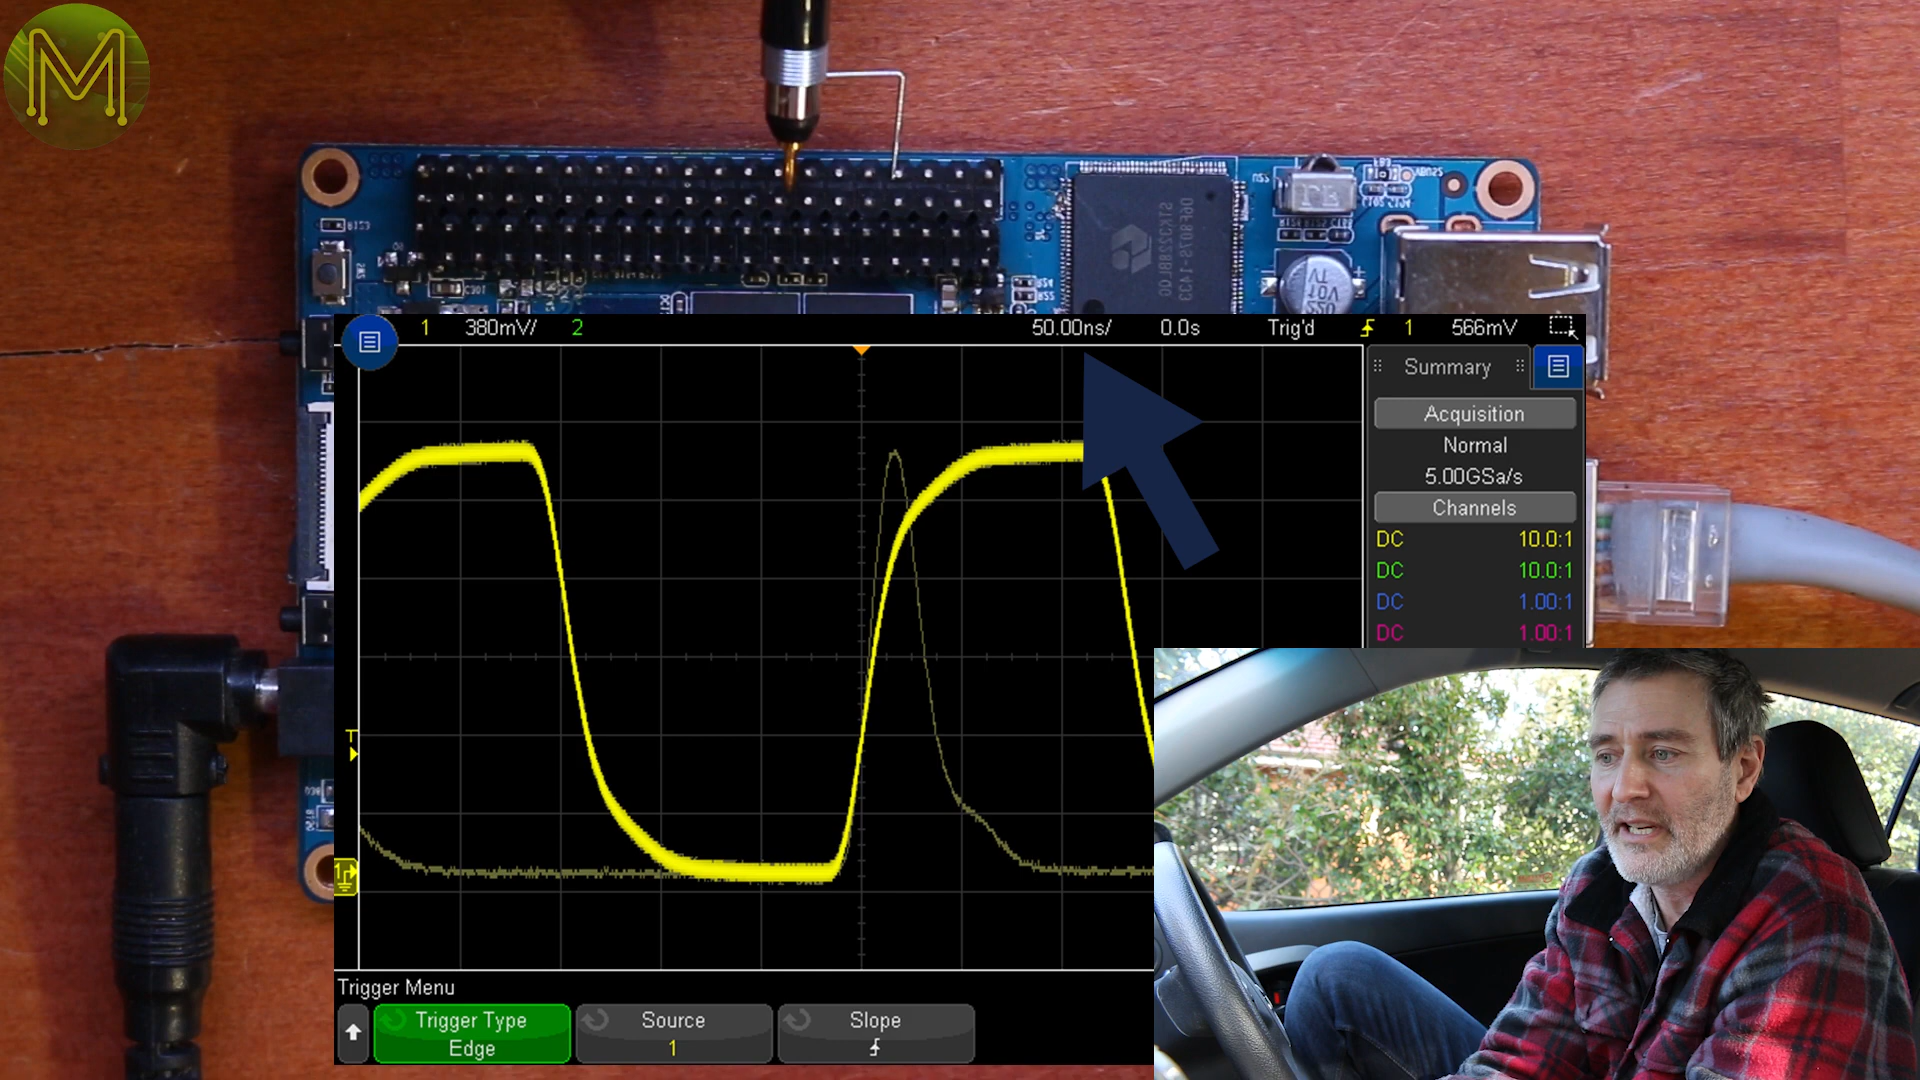 M
1 380mV/ 2 50.00ns/ 0.0s Trig'd 1 566mV
Summary
Acquisition
Normal
5.00GSa/s
Channels
DC 10.0:1
DC 10.0:1
DC 1.00:1
DC 1.00:1
T
1
Trigger Menu
Trigger Type
Edge
Source
1
Slope